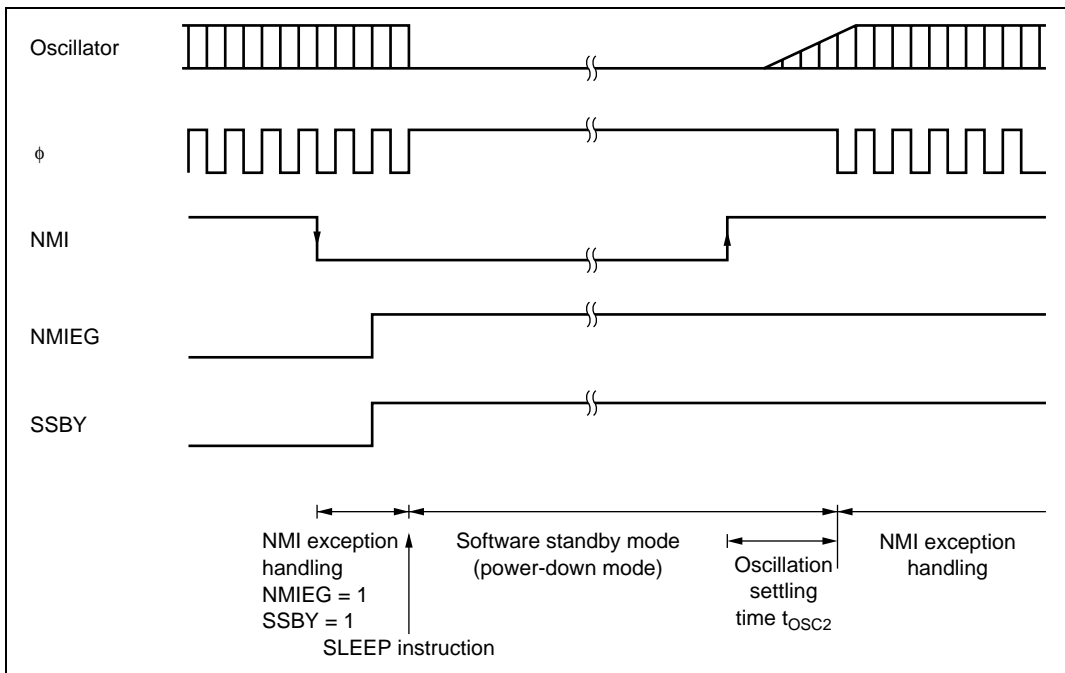 Oscillator
ϕ
NMI
NMIEG
SSBY
NMI exception
handling
NMIEG = 1
SSBY = 1
SLEEP instruction
Software standby mode
(power-down mode)
Oscillation
settling
time tOSC2
NMI exception
handling